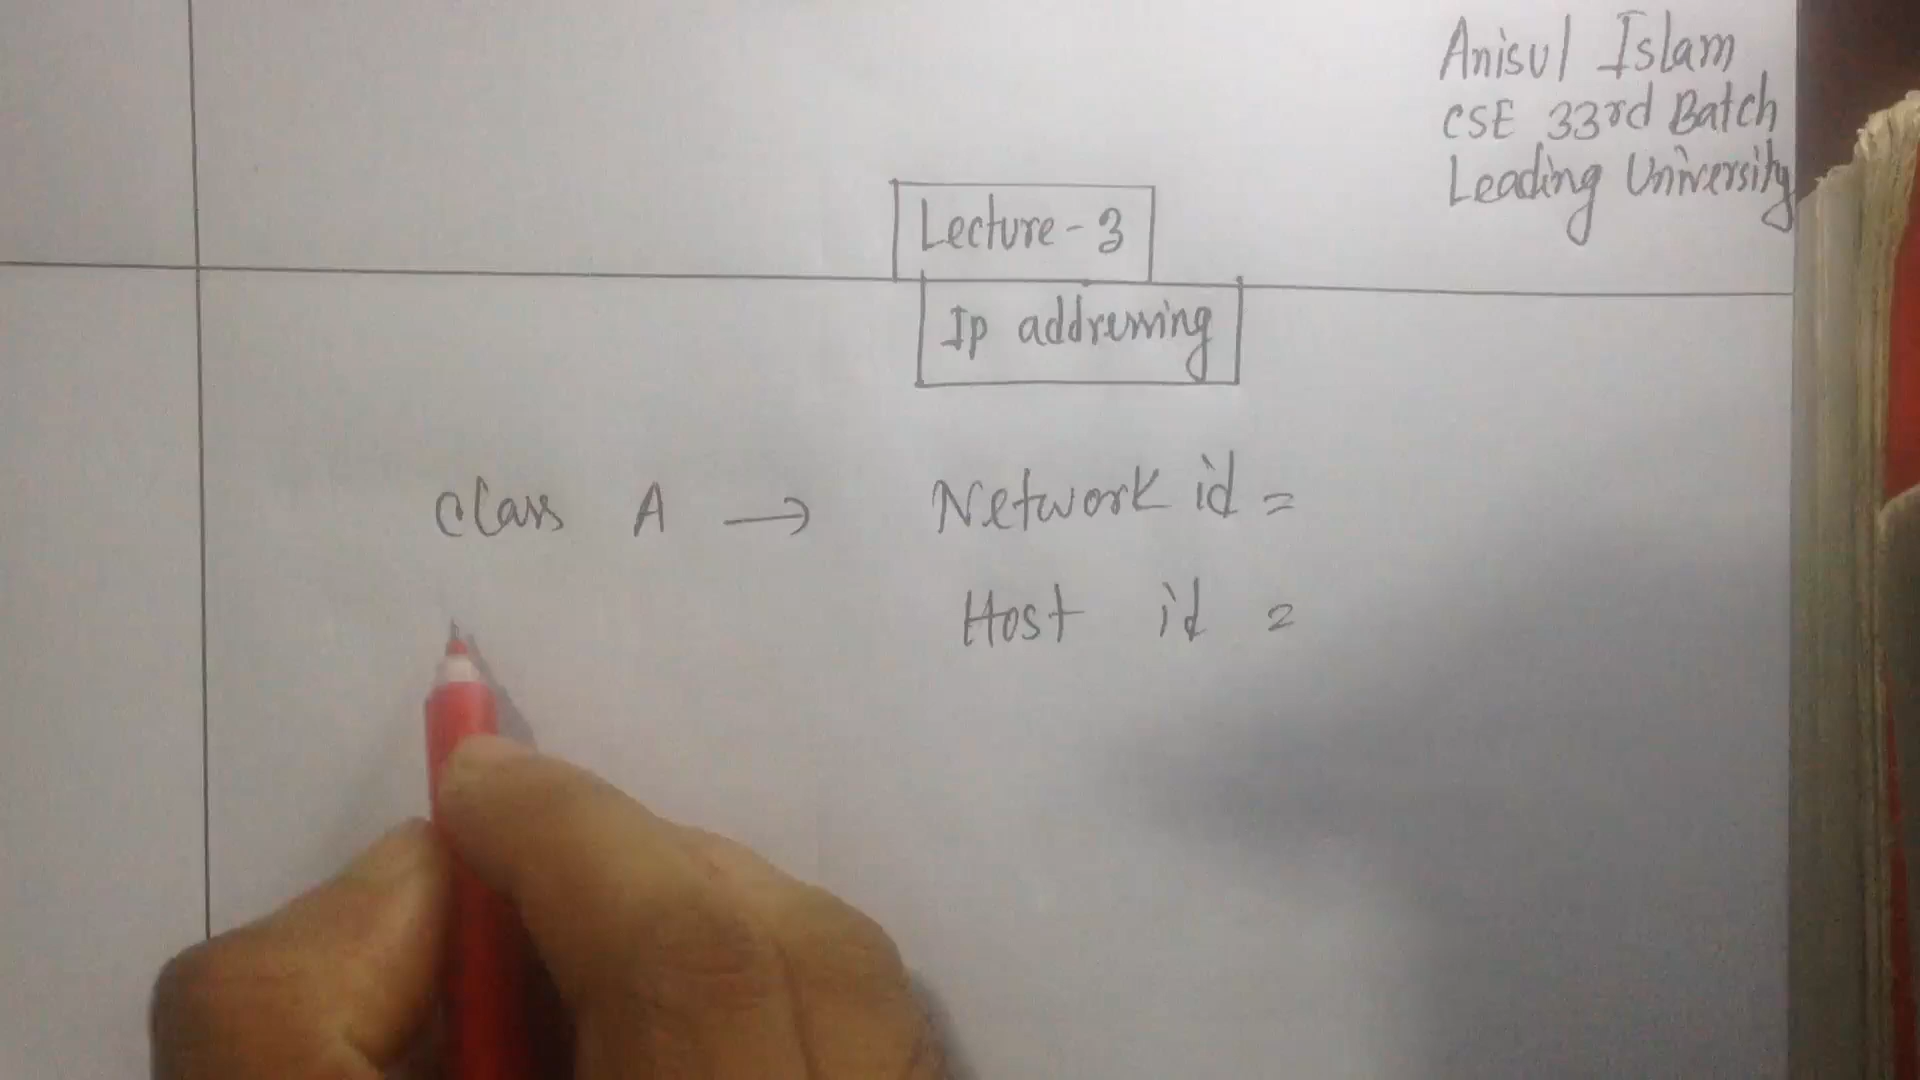 Anisul Islam
CSE 33rd Batch
Leading University
Lecture - 3
Ip addressing
class A → Network id =
Host id =